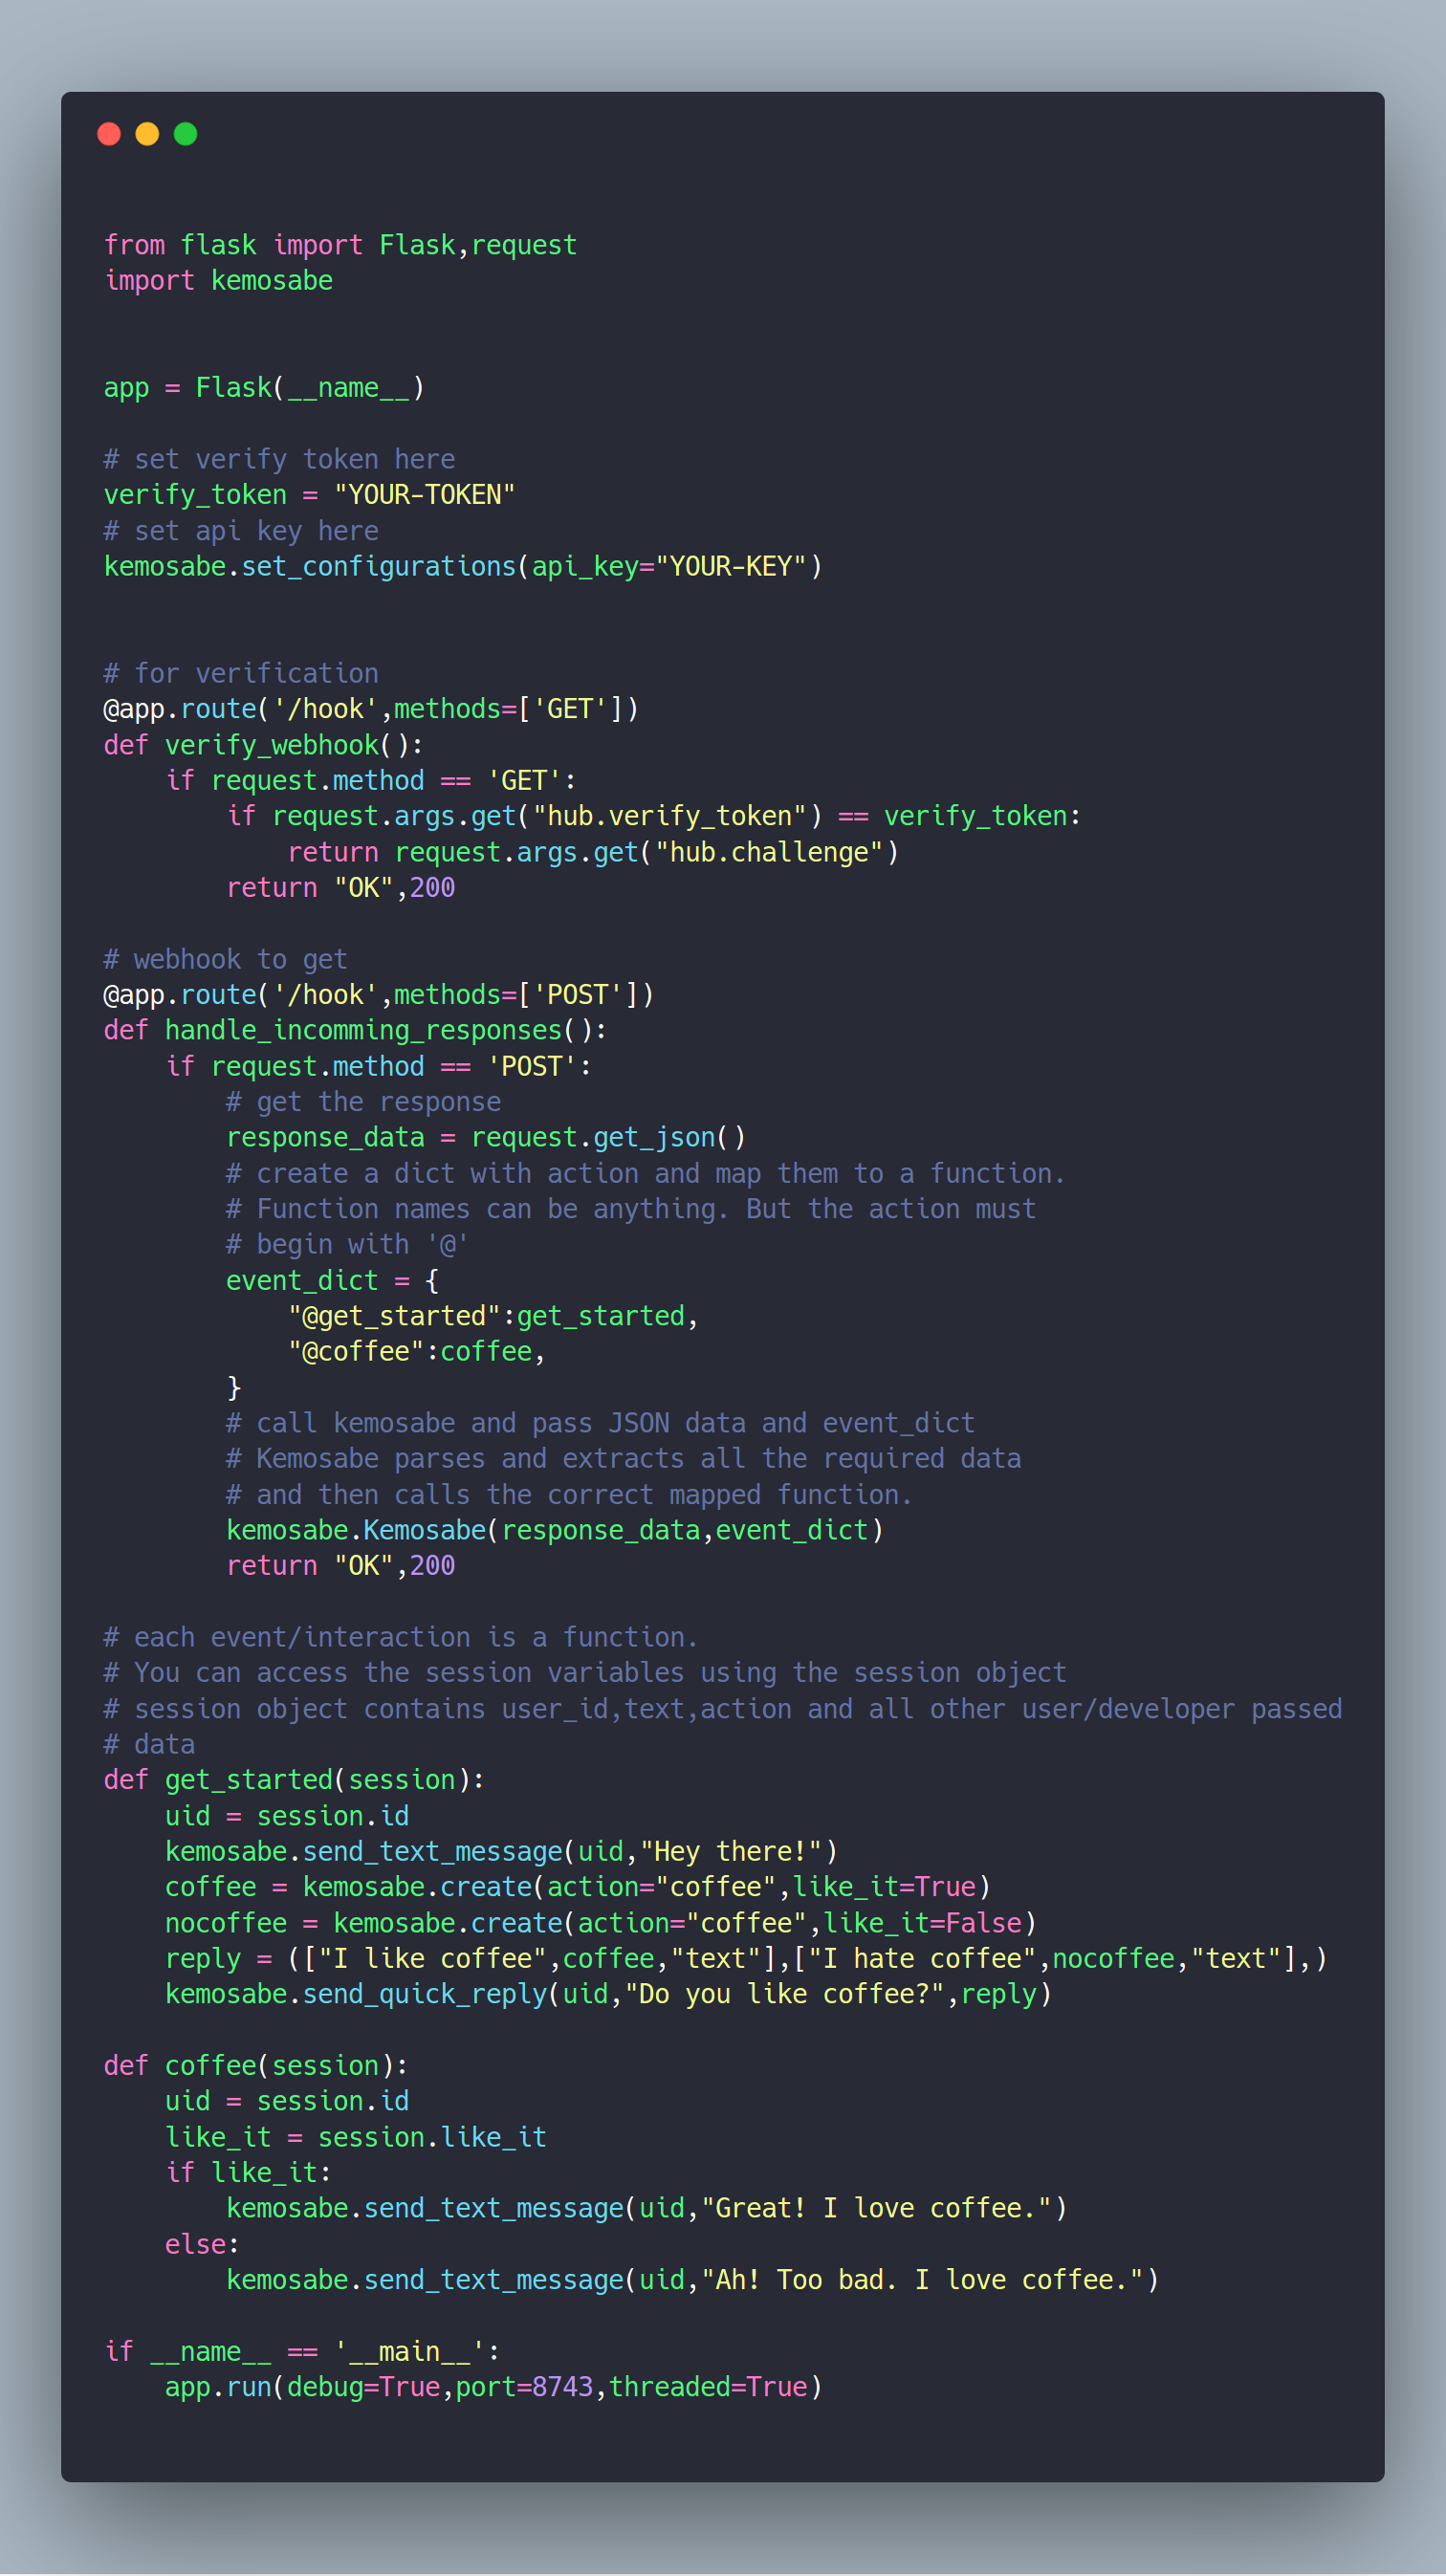 from flask import Flask,request
import kemosabe
app = Flask(__name__)
# set verify token here
verify_token = "YOUR-TOKEN"
# set api key here
kemosabe.set_configurations(api_key="YOUR-KEY")
# for verification
@app.route('/hook',methods=['GET'])
def verify_webhook():
    if request.method == 'GET':
        if request.args.get("hub.verify_token") == verify_token:
            return request.args.get("hub.challenge")
        return "OK",200
# webhook to get
@app.route('/hook',methods=['POST'])
def handle_incomming_responses():
    if request.method == 'POST':
        # get the response
        response_data = request.get_json()
        # create a dict with action and map them to a function.
        # Function names can be anything. But the action must
        # begin with '@'
        event_dict = {
            "@get_started":get_started,
            "@coffee":coffee,
        }
        # call kemosabe and pass JSON data and event_dict
        # Kemosabe parses and extracts all the required data
        # and then calls the correct mapped function.
        kemosabe.Kemosabe(response_data,event_dict)
        return "OK",200
# each event/interaction is a function.
# You can access the session variables using the session object
# session object contains user_id,text,action and all other user/developer passed
# data
def get_started(session):
    uid = session.id
    kemosabe.send_text_message(uid,"Hey there!")
    coffee = kemosabe.create(action="coffee",like_it=True)
    nocoffee = kemosabe.create(action="coffee",like_it=False)
    reply = (["I like coffee",coffee,"text"],["I hate coffee",nocoffee,"text"],)
    kemosabe.send_quick_reply(uid,"Do you like coffee?",reply)
def coffee(session):
    uid = session.id
    like_it = session.like_it
    if like_it:
        kemosabe.send_text_message(uid,"Great! I love coffee.")
    else:
        kemosabe.send_text_message(uid,"Ah! Too bad. I love coffee.")
if __name__ == '__main__':
    app.run(debug=True,port=8743,threaded=True)